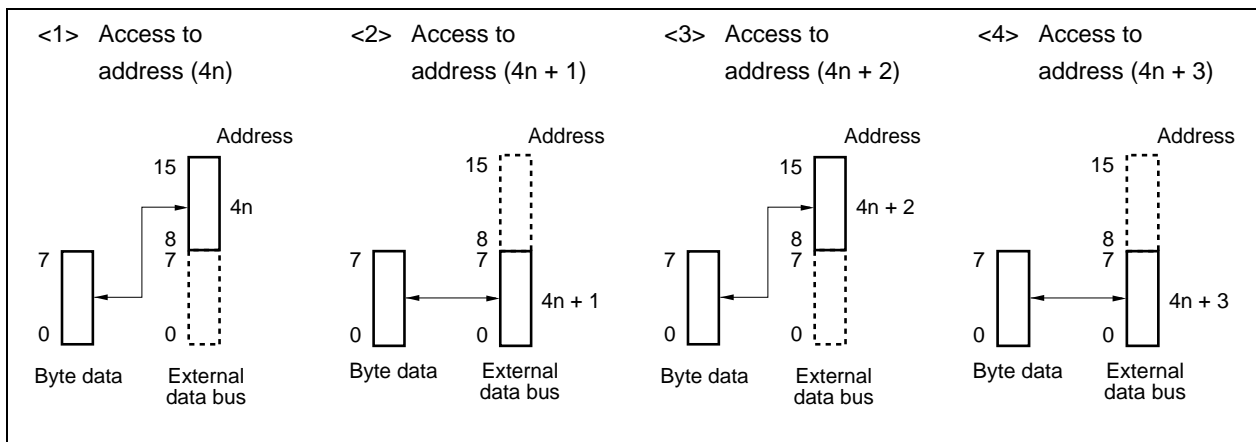 <1> Access to
address (4n)
Address
15
4n
8
7
7
0
0
Byte data
External
data bus
<2> Access to
address (4n + 1)
Address
15
8
7
7
4n + 1
0
0
Byte data
External
data bus
<3> Access to
address (4n + 2)
Address
15
4n + 2
8
7
7
0
0
Byte data
External
data bus
<4> Access to
address (4n + 3)
Address
15
8
7
7
4n + 3
0
0
Byte data
External
data bus